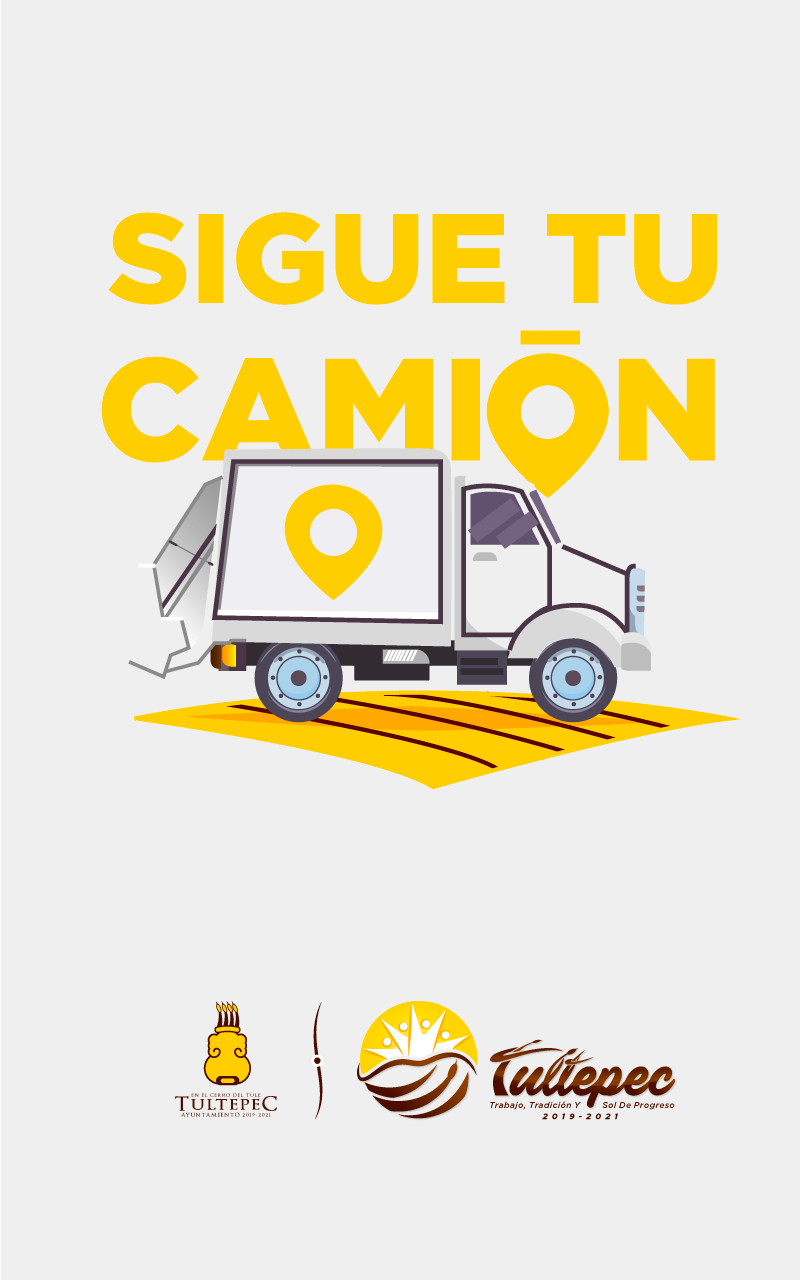 SIGUE TU
CAMIŌN
EN EL CERRO DEL TULE
TULTEPEC
AYUNTAMIENTO 2019-2021
Tultepec
Trabajo, Tradición Y Sol De Progreso
2019-2021